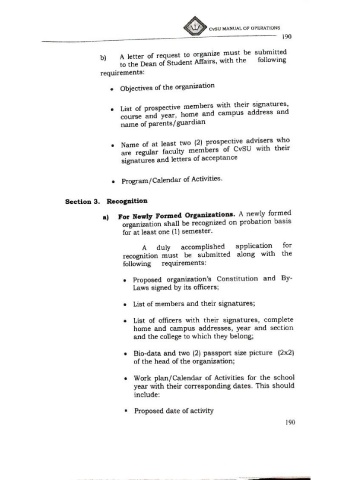 CvSU MANUAL OF OPERATIONS
190
b) A letter of request to organize must be submitted
to the Dean of Student Affairs, with the following
requirements:
• Objectives of the organization
• List of prospective members with their signatures,
course and year, home and campus address and
name of parents/guardian
• Name of at least two (2) prospective advisers who
are regular faculty members of CvSU with their
signatures and letters of acceptance
• Program/Calendar of Activities.
Section 3. Recognition
a) For Newly Formed Organizations. A newly formed
organization shall be recognized on probation basis
for at least one (1) semester.
A duly accomplished application for
recognition must be submitted along with the
following requirements:
• Proposed organization's Constitution and By-
Laws signed by its officers;
• List of members and their signatures;
• List of officers with their signatures, complete
home and campus addresses, year and section
and the college to which they belong;
• Bio-data and two (2) passport size picture (2x2)
of the head of the organization;
• Work plan/Calendar of Activities for the school
year with their corresponding dates. This should
include:
• Proposed date of activity
190